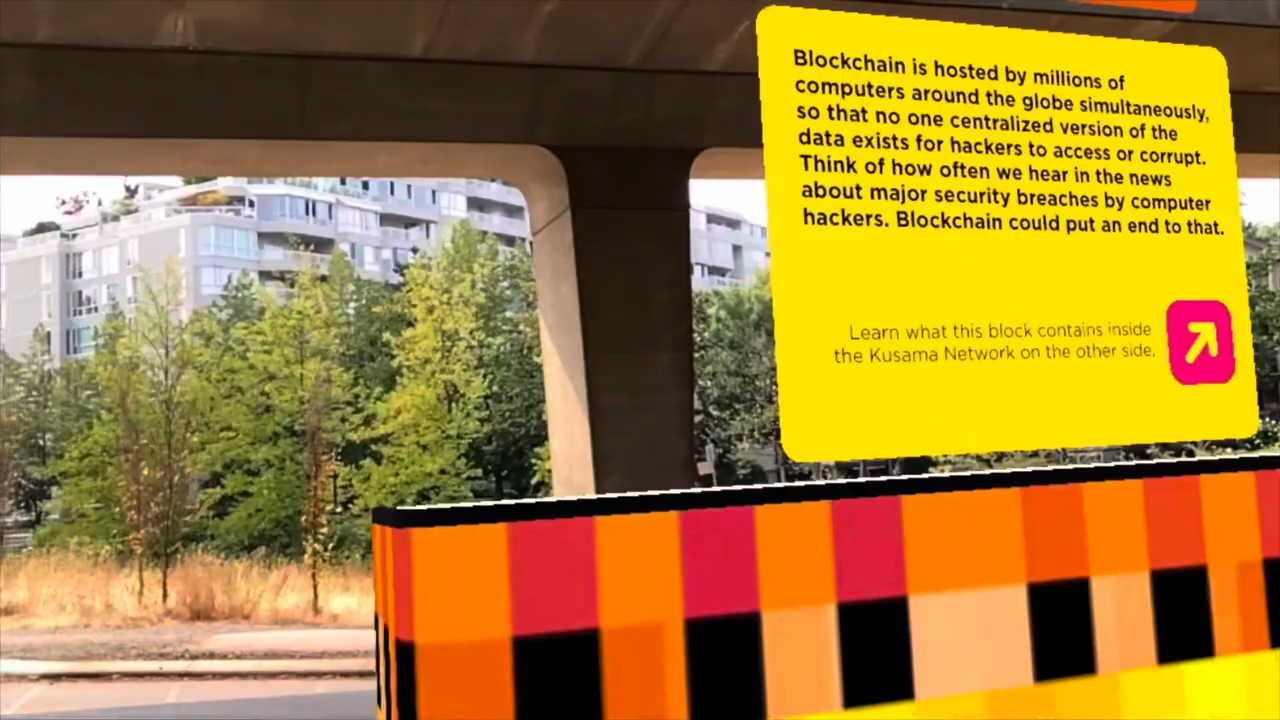 Blockchain is hosted by millions of
computers around the globe simultaneously,
so that no one centralized version of the
data exists for hackers to access or corrupt.
Think of how often we hear in the news
about major security breaches by computer
hackers. Blockchain could put an end to that.
Learn what this block contains inside
the Kusama Network on the other side.